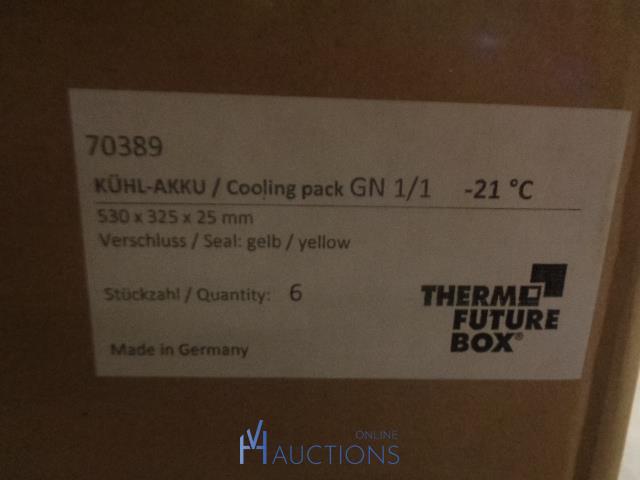 70389
KÜHL-AKKU / Cooling pack GN 1/1 -21 °C
530 x 325 x 25 mm
Verschluss / Seal: gelb / yellow
Stückzahl / Quantity: 6
THERMO
FUTURE
BOX®
Made in Germany
VH ONLINE
AUCTIONS